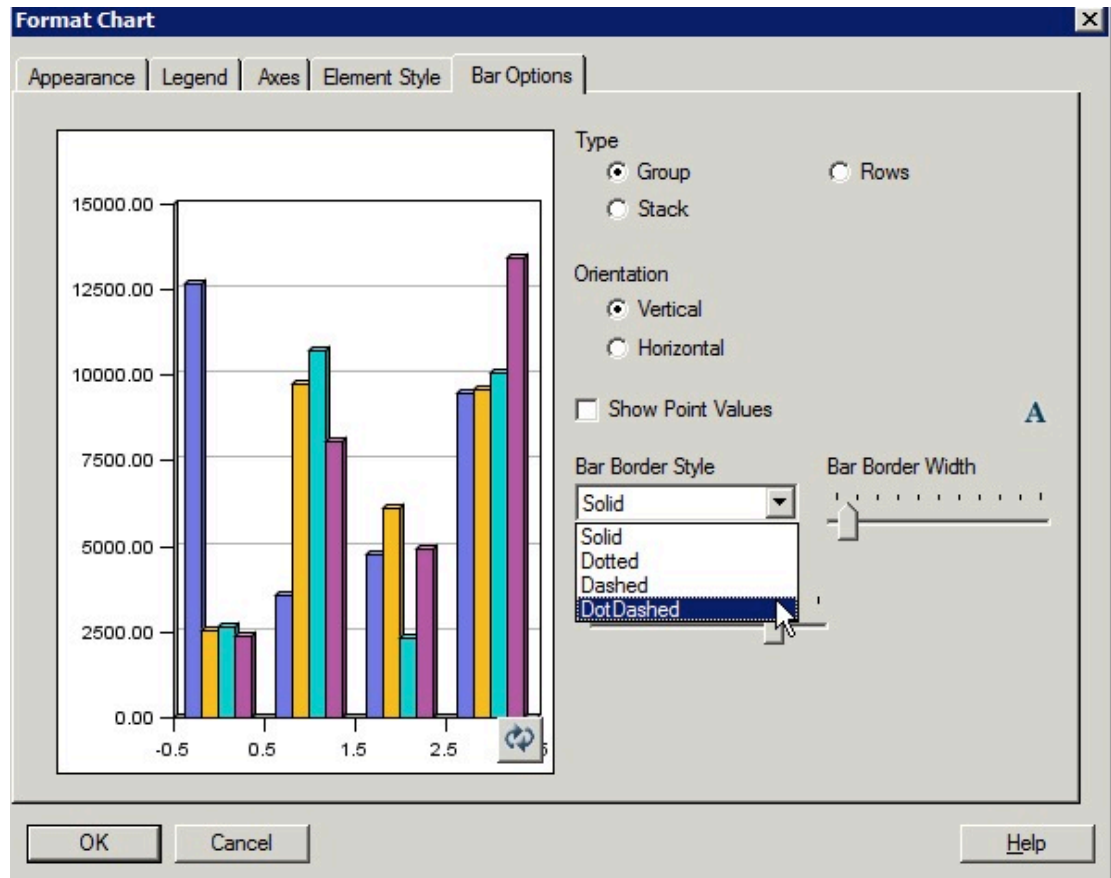 Format Chart
Appearance Legend Axes Element Style Bar Options
Type
Group Rows
Stack
Orientation
Vertical
Horizontal
Show Point Values A
Bar Border Style Bar Border Width
Solid
Solid
Dotted
Dashed
DotDashed
15000.00
12500.00
10000.00
7500.00
5000.00
2500.00
0.00
-0.5 0.5 1.5 2.5
OK Cancel Help